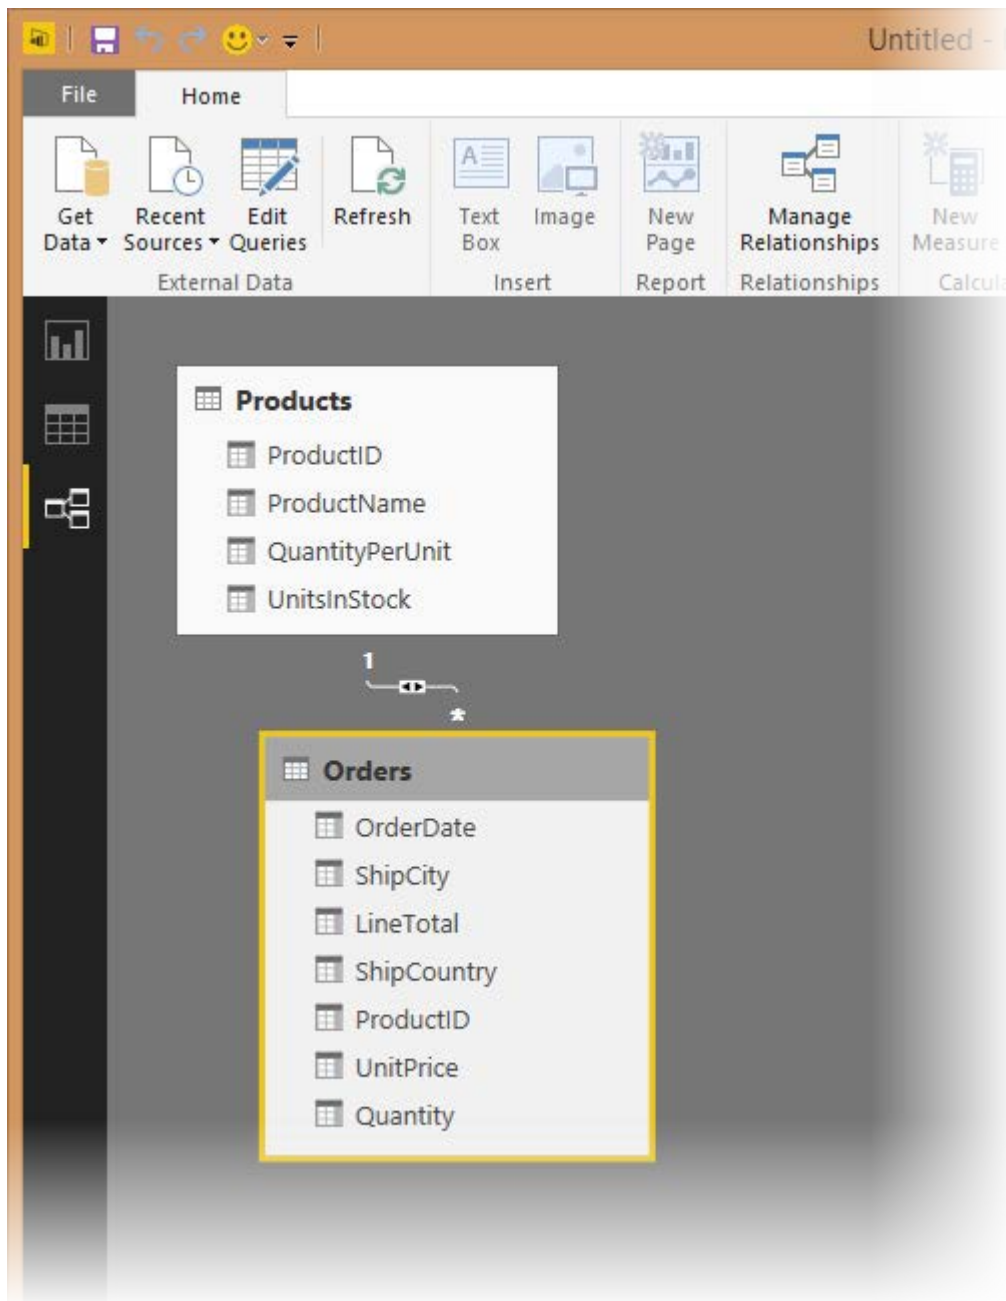 Untitled -
File Home
Get Data Recent Sources Edit Queries Refresh Text Box Image New Page Manage Relationships New Measure
External Data Insert Report Relationships
Products
ProductID
ProductName
QuantityPerUnit
UnitsInStock
1
*
Orders
OrderDate
ShipCity
LineTotal
ShipCountry
ProductID
UnitPrice
Quantity